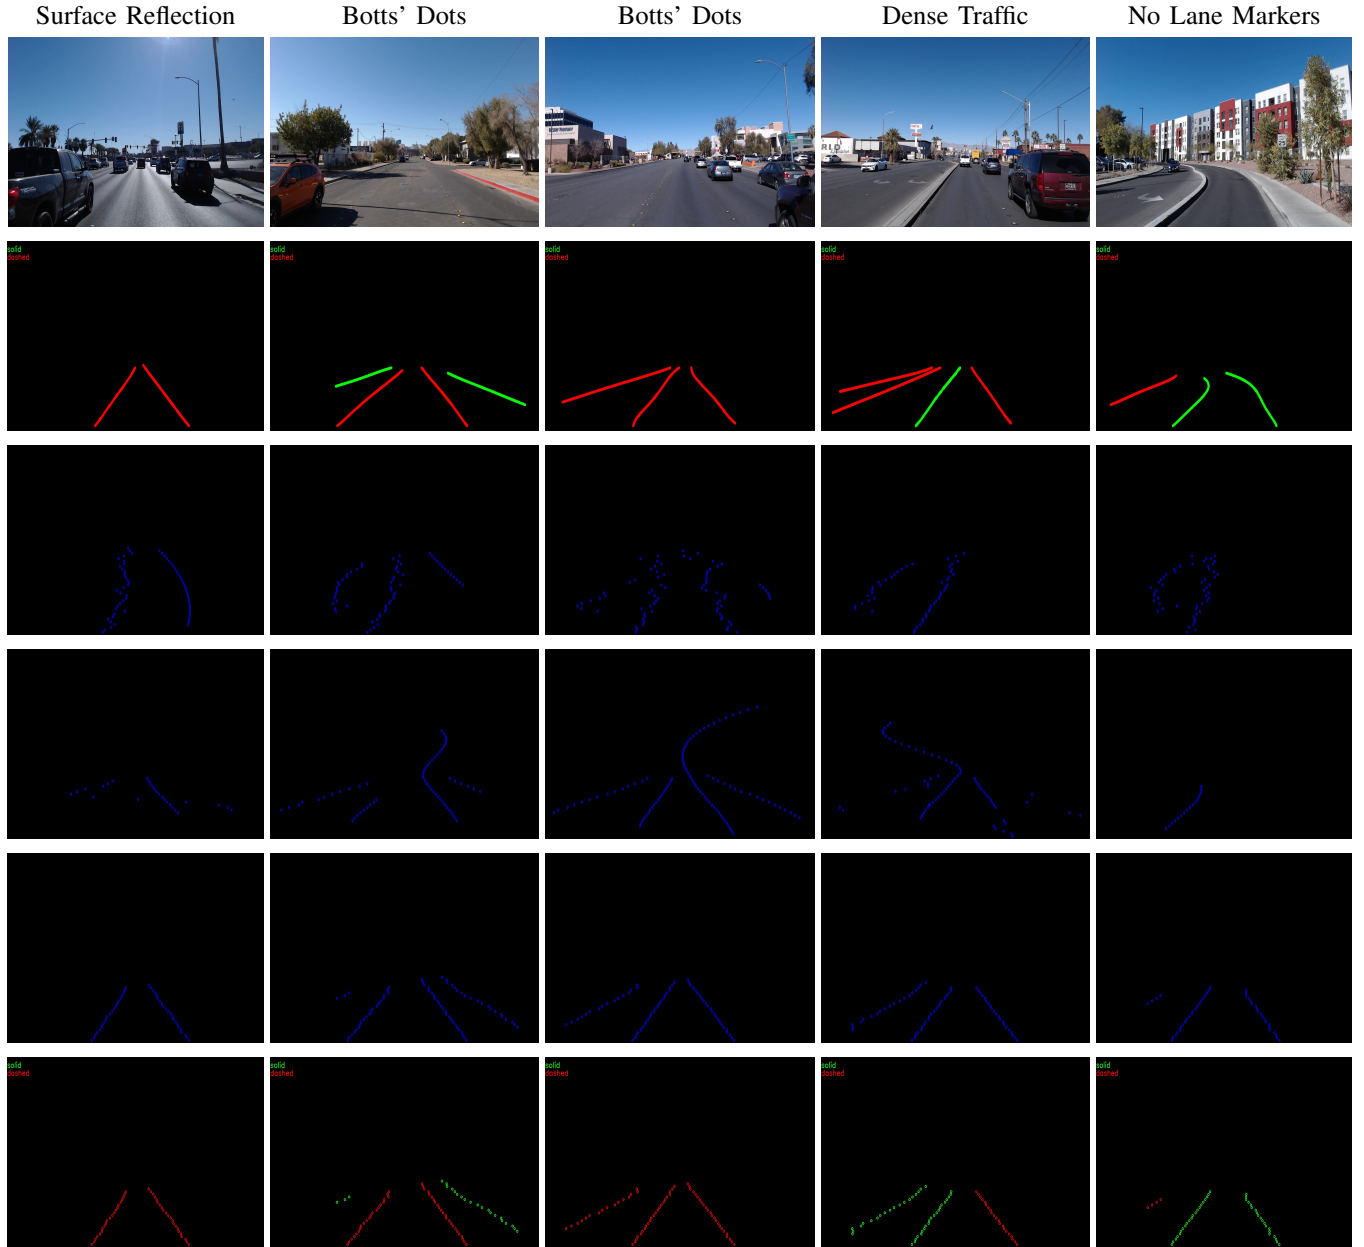 Surface Reflection Botts’ Dots Botts’ Dots Dense Traffic No Lane Markers
solid solid solid solid solid
dashed dashed dashed dashed dashed
solid solid solid solid solid
dashed dashed dashed dashed dashed